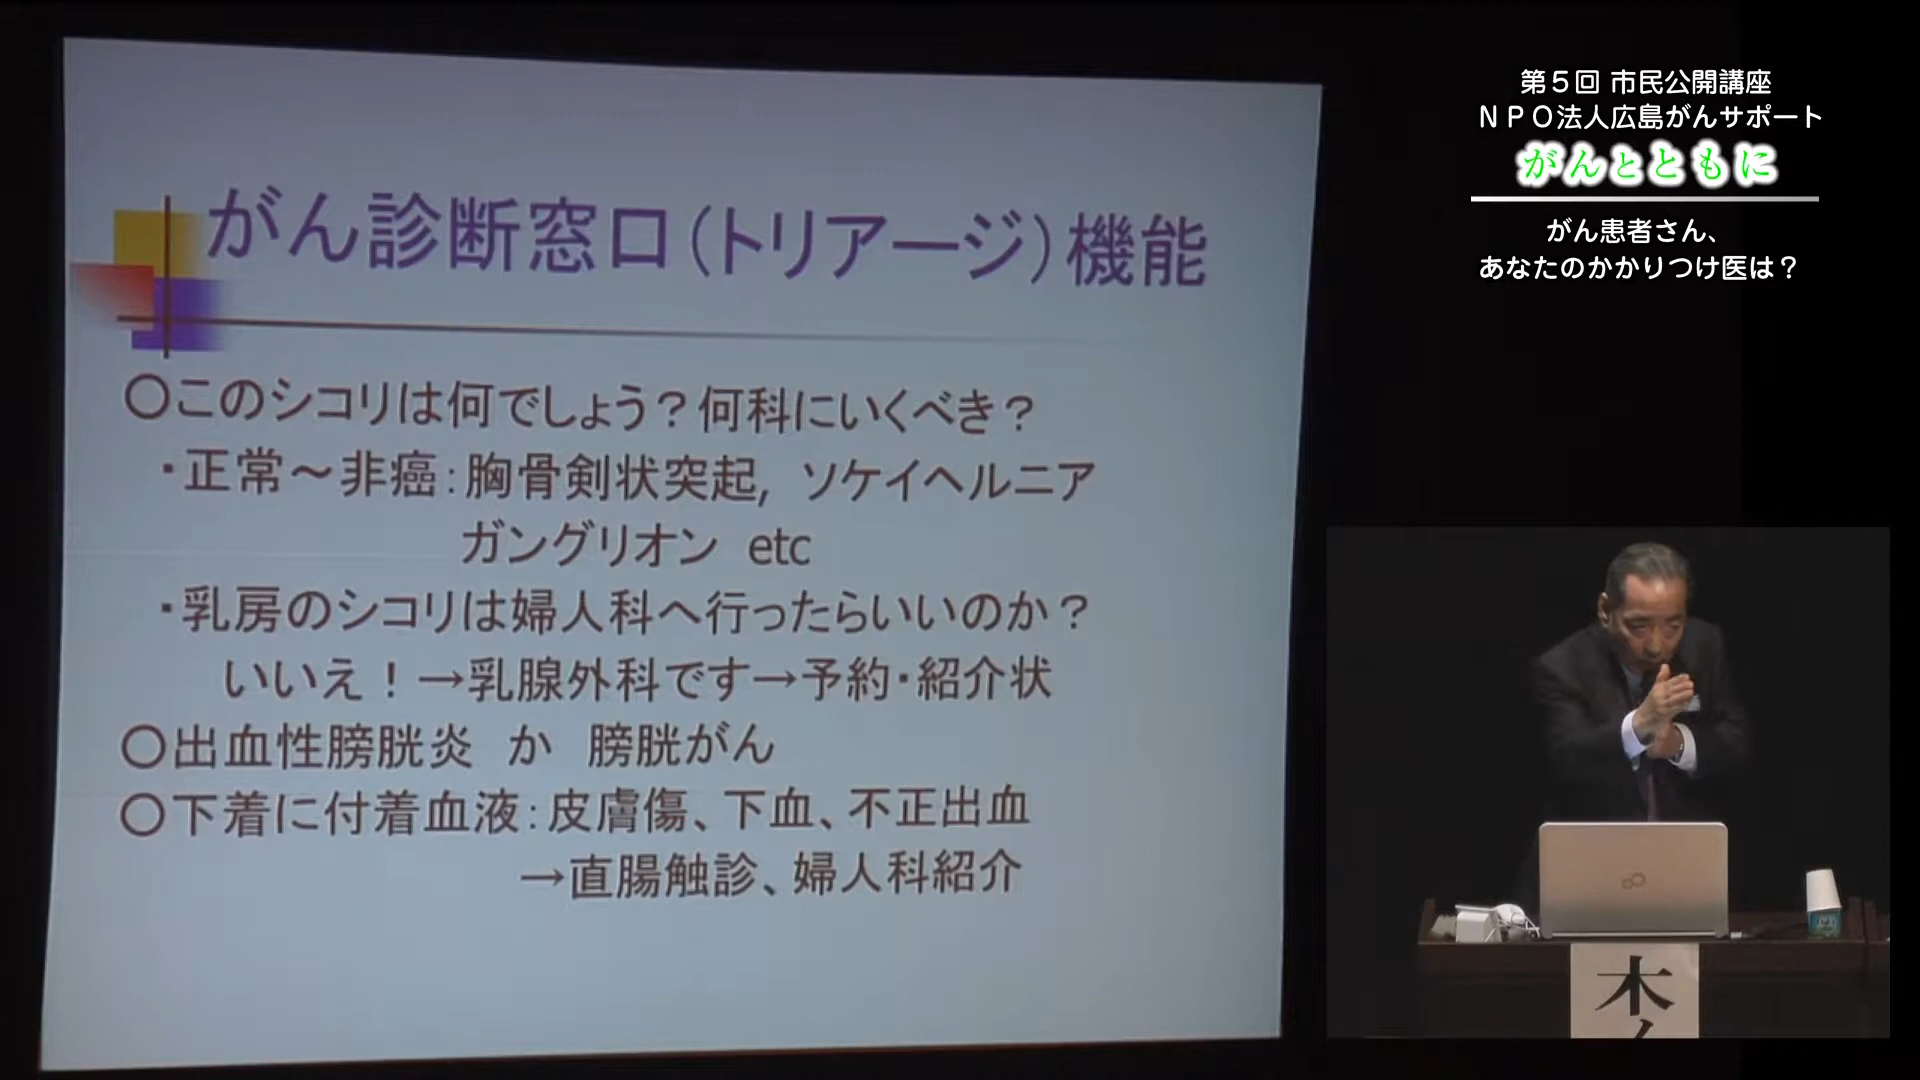 がん診断窓口(トリアージ)機能
〇このシコリは何でしょう?何科にいくべき?
・正常～非癌:胸骨剣状突起, ソケイヘルニア
ガングリオン etc
・乳房のシコリは婦人科へ行ったらいいのか?
いいえ!→乳腺外科です→予約・紹介状
〇出血性膀胱炎 か 膀胱がん
〇下着に付着血液:皮膚傷、下血、不正出血
→直腸触診、婦人科紹介
第5回 市民公開講座
NPO法人広島がんサポート
がんとともに
がん患者さん、
あなたのかかりつけ医は?
木